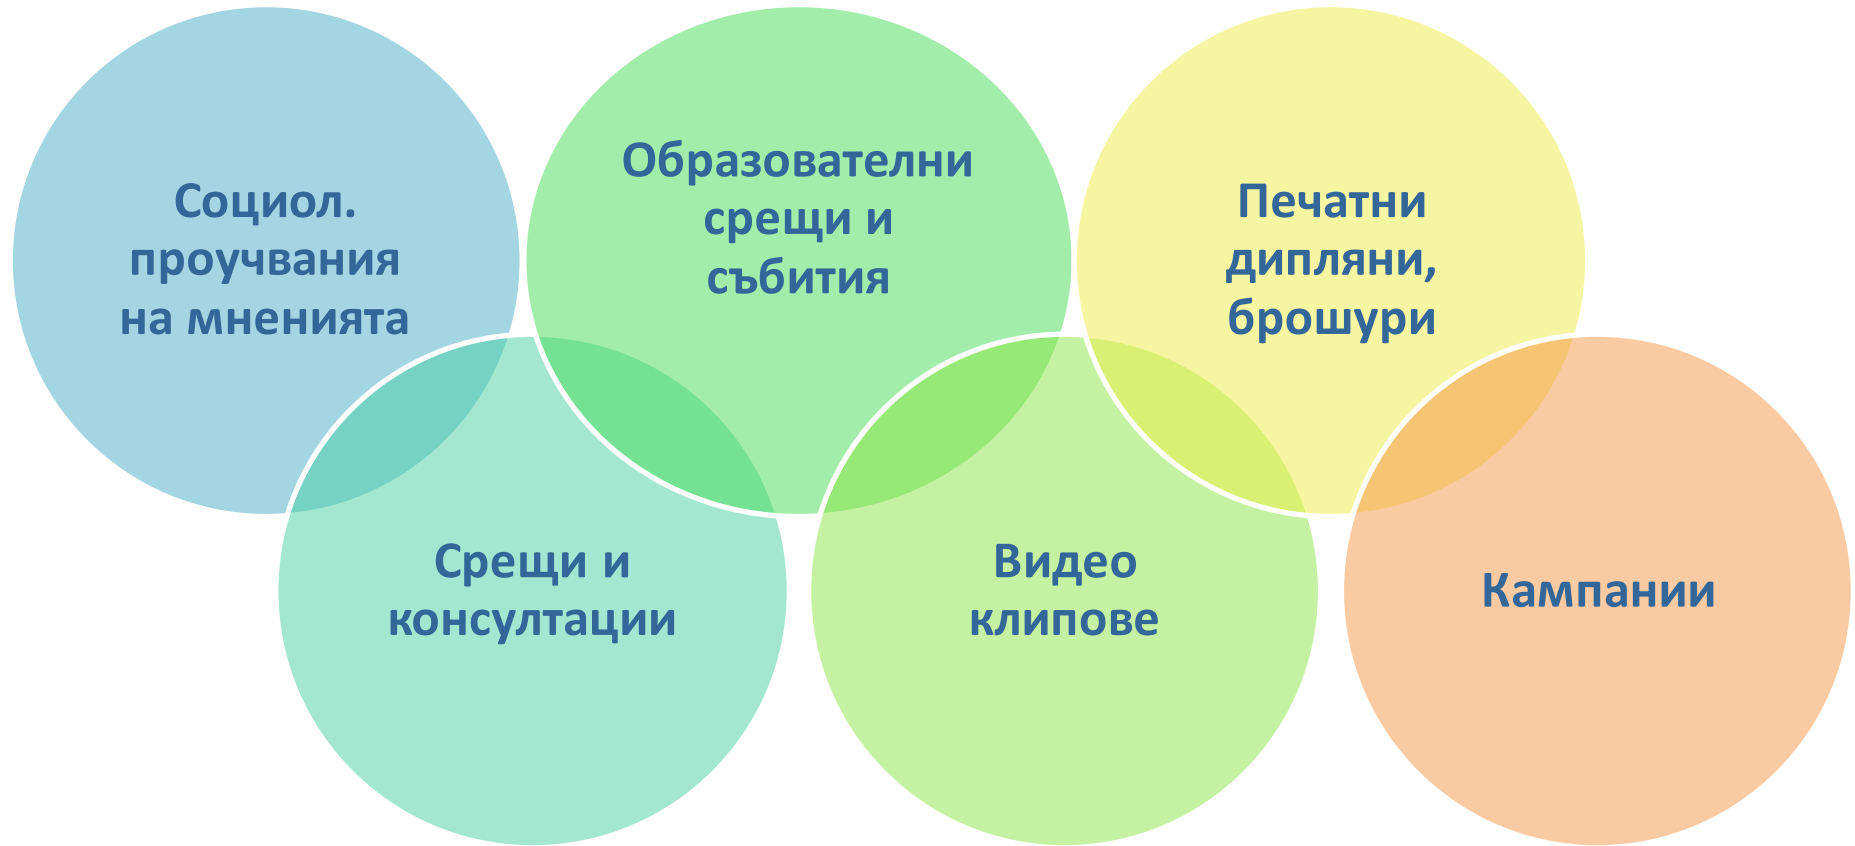 Социол.
проучвания
на мненията
Образователни
срещи и
събития
Печатни
дипляни,
брошури
Срещи и
консултации
Видео
клипове
Кампании